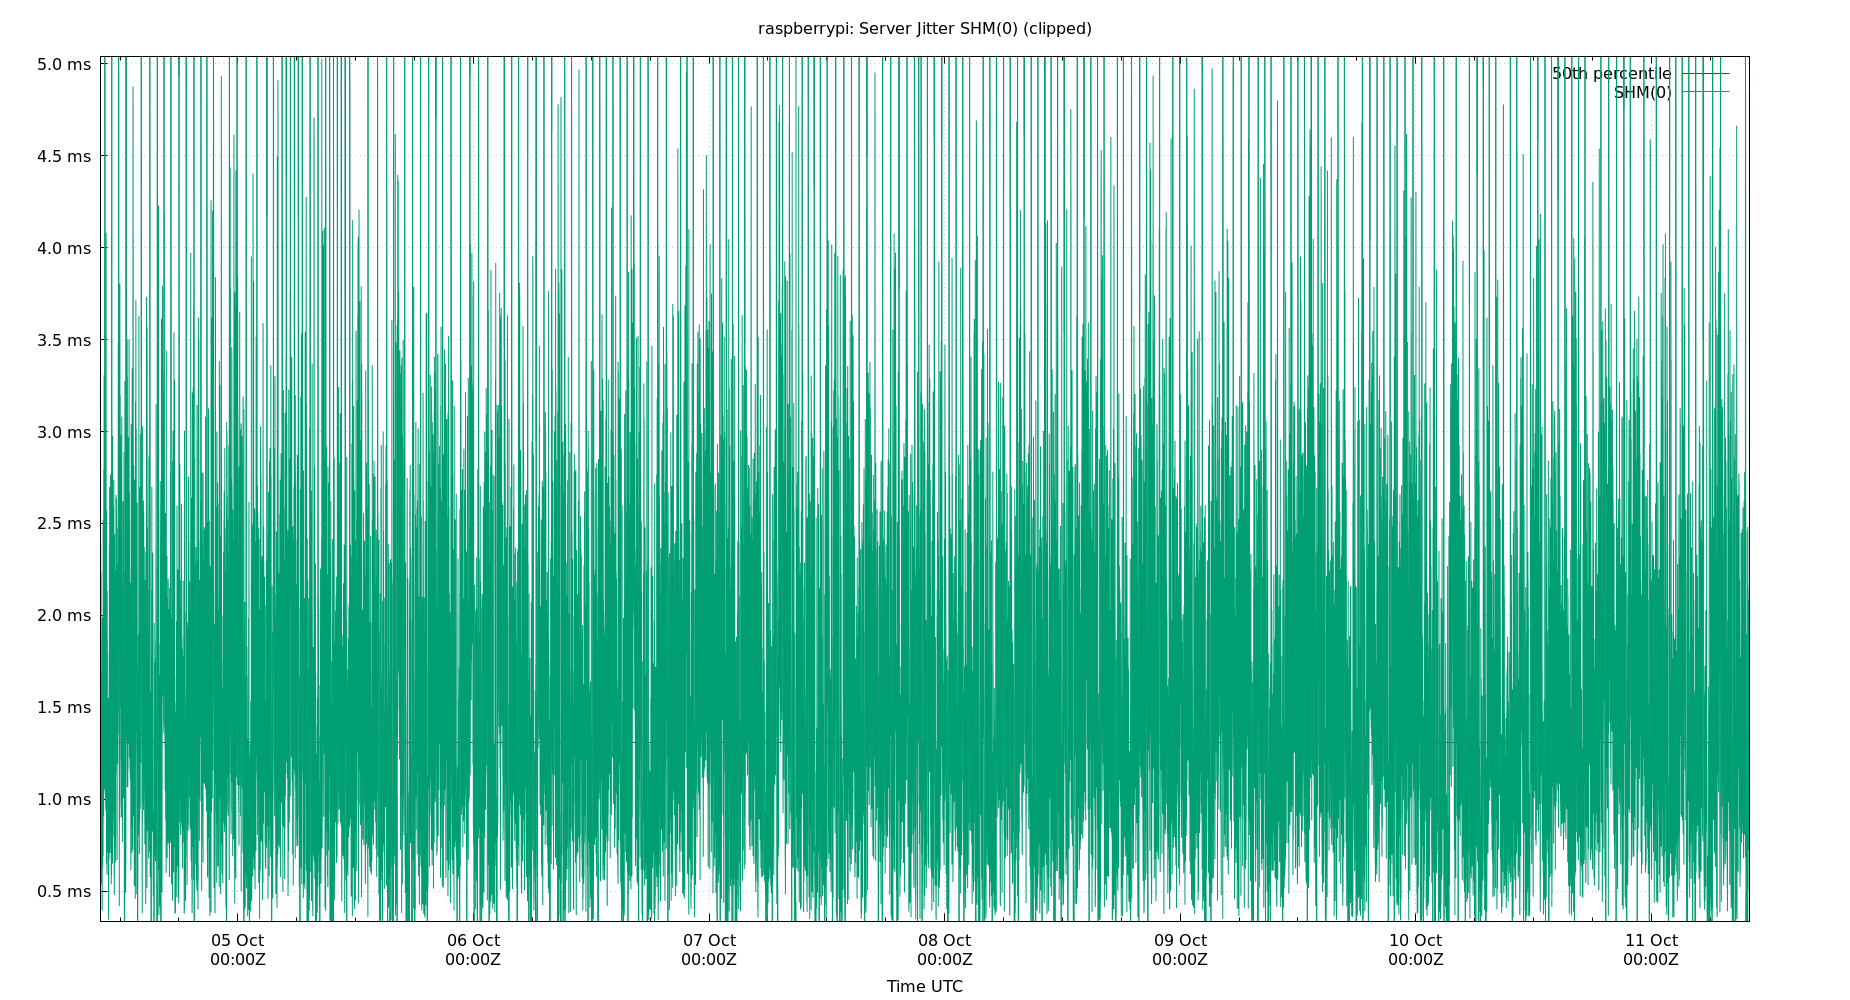 raspberrypi: Server Jitter SHM(0) (clipped)
5.0 ms
50th percentile
SHM(0)
4.5 ms
4.0 ms
3.5 ms
3.0 ms
2.5 ms
2.0 ms
1.5 ms
1.0 ms
0.5 ms
05 Oct 06 Oct 07 Oct 08 Oct 09 Oct 10 Oct 11 Oct
00:00Z 00:00Z 00:00Z 00:00Z 00:00Z 00:00Z 00:00Z
Time UTC